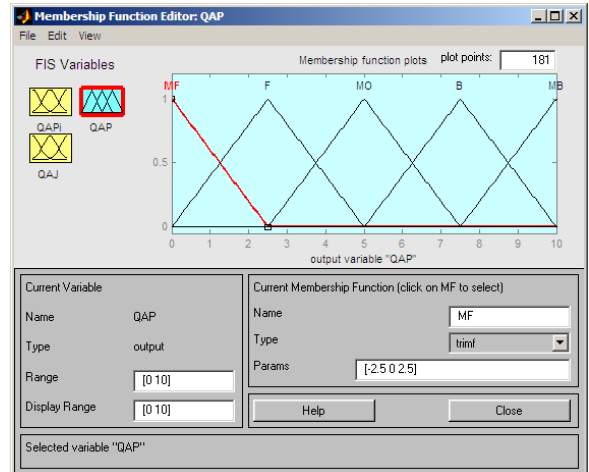 Membership Function Editor: QAP
File Edit View
FIS Variables
QAPi QAP
QAJ
Membership function plots plot points: 181
MF F MO B MB
1
0.5
0
0 1 2 3 4 5 6 7 8 9 10
output variable "QAP"
Current Variable
Name QAP
Type output
Range [0 10]
Display Range [0 10]
Current Membership Function (click on MF to select)
Name MF
Type trimf
Params [-2.5 0 2.5]
Help Close
Selected variable "QAP"